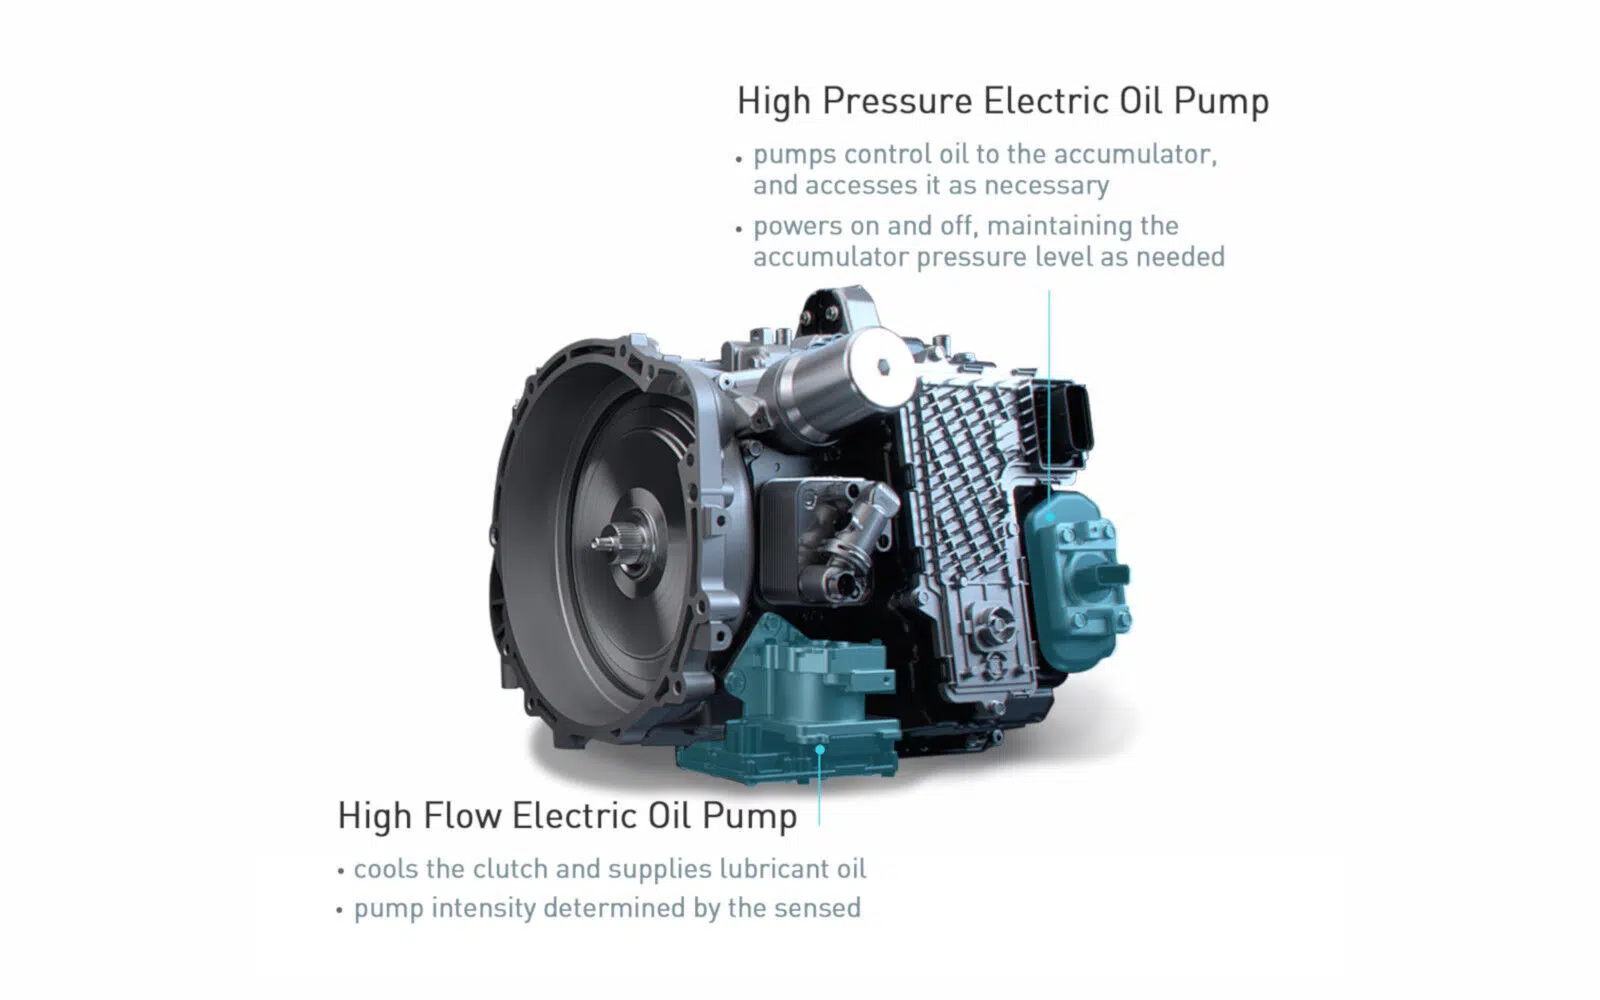 High Pressure Electric Oil Pump
• pumps control oil to the accumulator,
and accesses it as necessary
• powers on and off, maintaining the
accumulator pressure level as needed
High Flow Electric Oil Pump
• cools the clutch and supplies lubricant oil
• pump intensity determined by the sensed